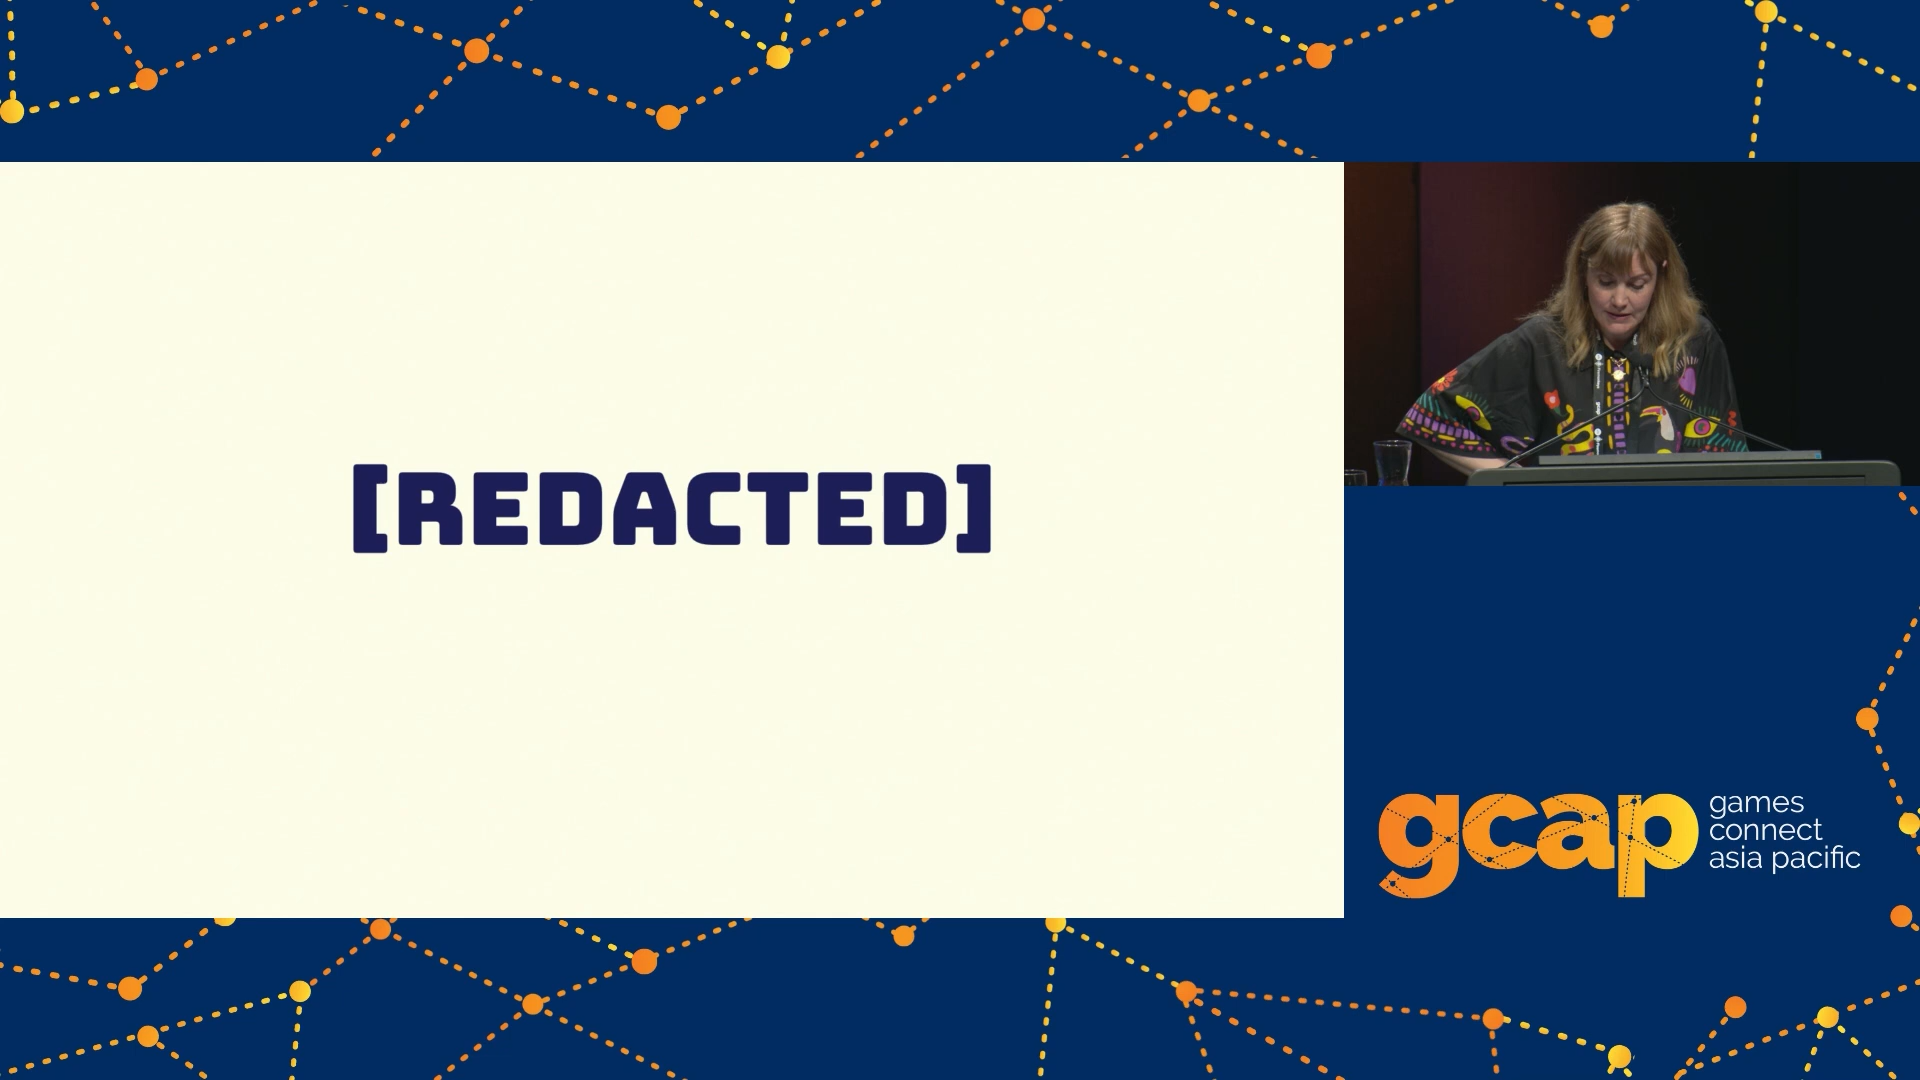 [REDACTED]
gcap
games
connect
asia pacific